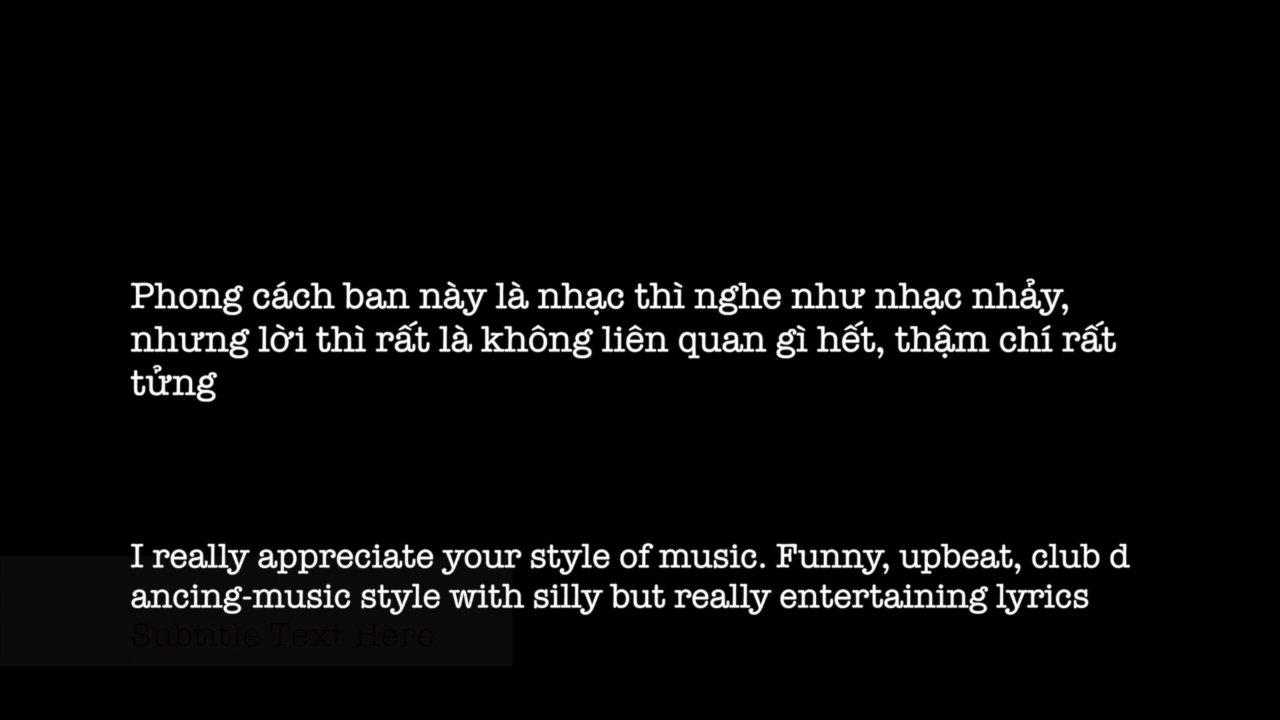 Phong cách ban này là nhạc thì nghe như nhạc nhảy,
nhưng lời thì rất là không liên quan gì hết, thậm chí rất
tửng
I really appreciate your style of music. Funny, upbeat, club d
ancing-music style with silly but really entertaining lyrics
Subtitle Text Here